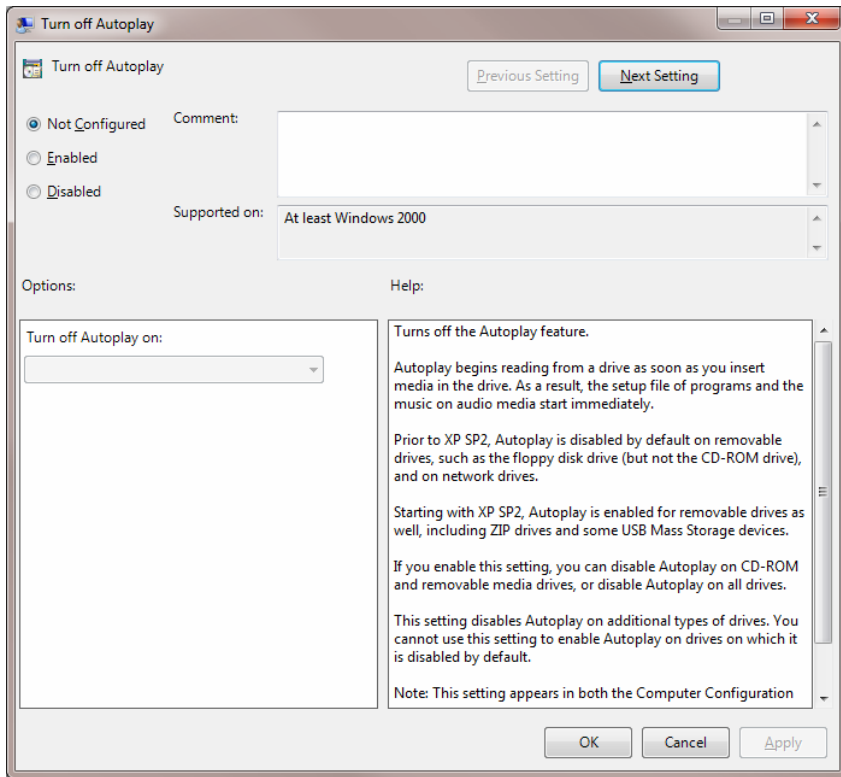 Turn off Autoplay
Turn off Autoplay
Previous Setting
Next Setting
Not Configured
Comment:
Enabled
Disabled
Supported on:
At least Windows 2000
Options:
Help:
Turn off Autoplay on:
Turns off the Autoplay feature.
Autoplay begins reading from a drive as soon as you insert
media in the drive. As a result, the setup file of programs and the
music on audio media start immediately.
Prior to XP SP2, Autoplay is disabled by default on removable
drives, such as the floppy disk drive (but not the CD-ROM drive),
and on network drives.
Starting with XP SP2, Autoplay is enabled for removable drives as
well, including ZIP drives and some USB Mass Storage devices.
If you enable this setting, you can disable Autoplay on CD-ROM
and removable media drives, or disable Autoplay on all drives.
This setting disables Autoplay on additional types of drives. You
cannot use this setting to enable Autoplay on drives on which it
is disabled by default.
Note: This setting appears in both the Computer Configuration
OK
Cancel
Apply